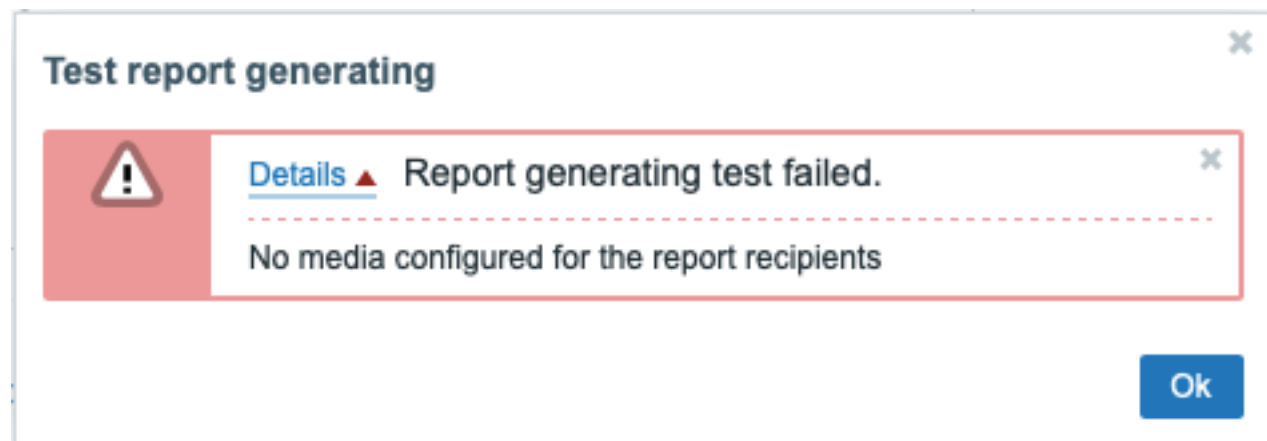 Test report generating
Details Report generating test failed.
No media configured for the report recipients
Ok